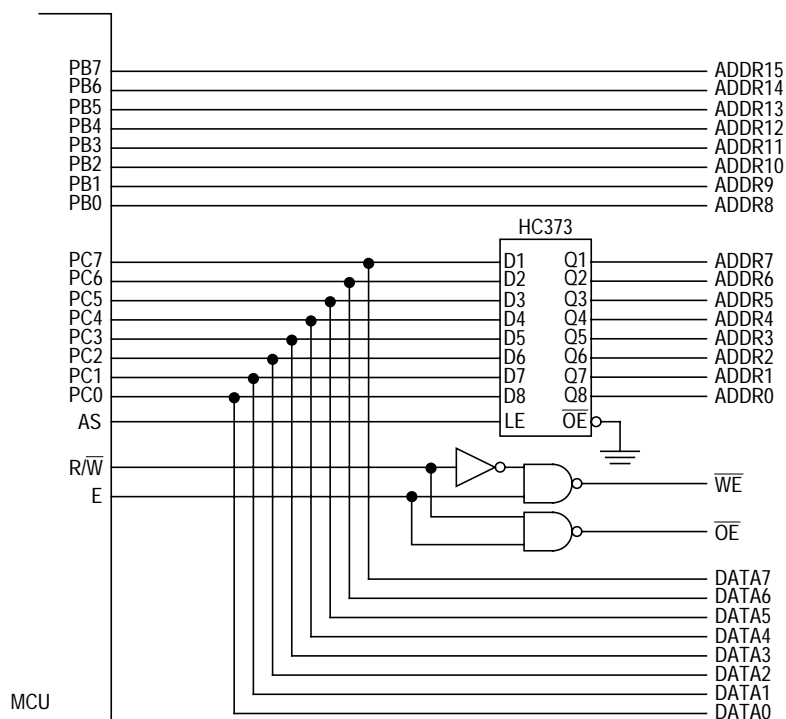 PB7 ADDR15
PB6 ADDR14
PB5 ADDR13
PB4 ADDR12
PB3 ADDR11
PB2 ADDR10
PB1 ADDR9
PB0 ADDR8
HC373
PC7 D1 Q1 ADDR7
PC6 D2 Q2 ADDR6
PC5 D3 Q3 ADDR5
PC4 D4 Q4 ADDR4
PC3 D5 Q5 ADDR3
PC2 D6 Q6 ADDR2
PC1 D7 Q7 ADDR1
PC0 D8 Q8 ADDR0
AS LE O̅E̅
R/W̅
E W̅E̅
O̅E̅
DATA7
DATA6
DATA5
DATA4
DATA3
DATA2
DATA1
MCU DATA0